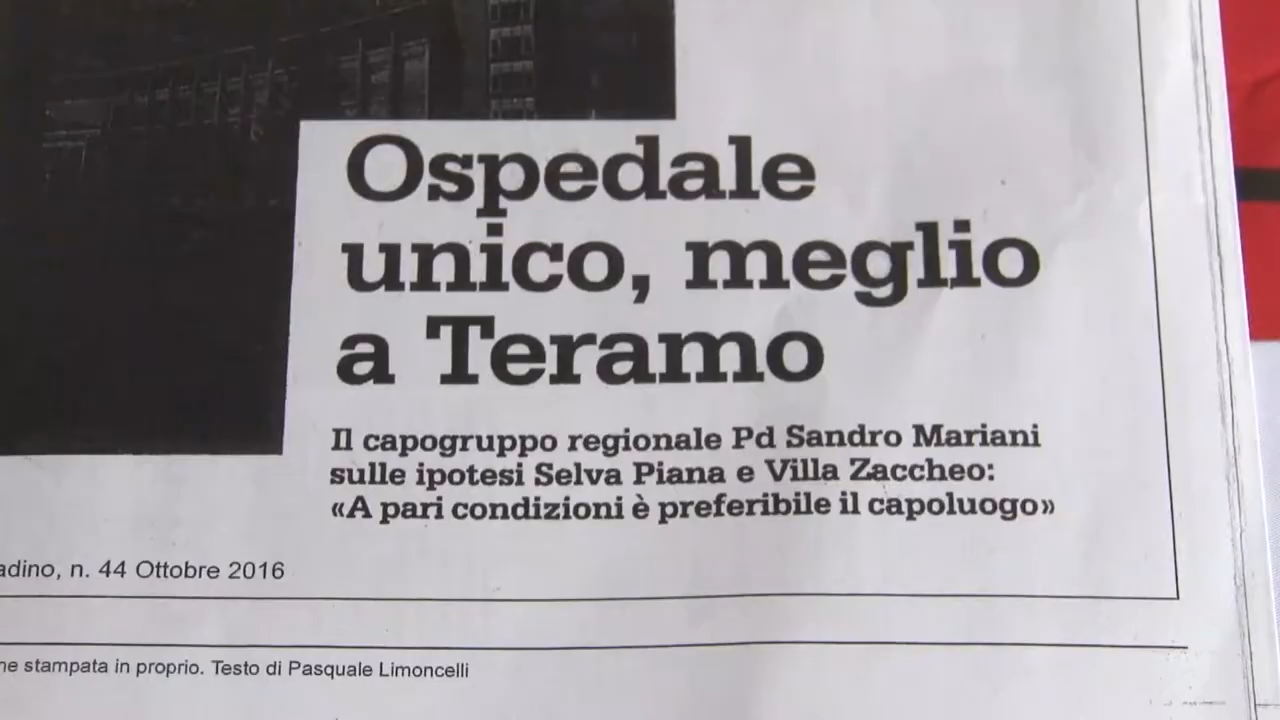 Ospedale
unico, meglio
a Teramo
Il capogruppo regionale Pd Sandro Mariani
sulle ipotesi Selva Piana e Villa Zaccheo:
«A pari condizioni è preferibile il capoluogo»
adino, n. 44 Ottobre 2016
ne stampata in proprio. Testo di Pasquale Limoncelli